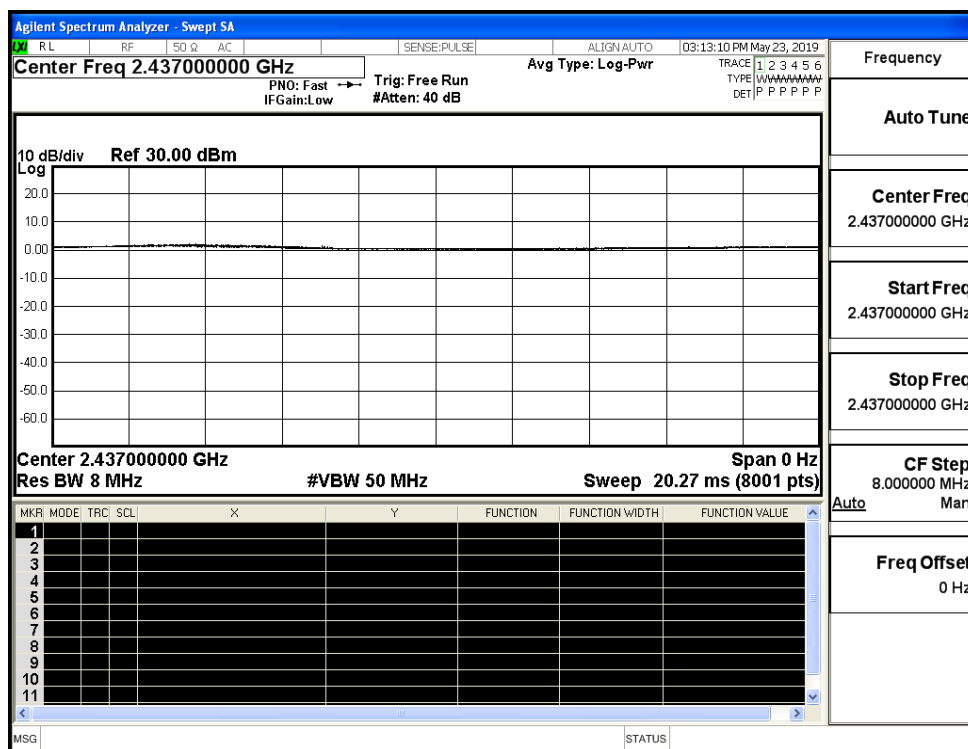 Agilent Spectrum Analyzer - Swept SA
LXI RL RF 50 Ω AC SENSE:PULSE ALIGN AUTO 03:13:10 PM May 23, 2019
Center Freq 2.437000000 GHz
PNO: Fast
IFGain:Low
Trig: Free Run
#Atten: 40 dB
Avg Type: Log-Pwr
TRACE 1 2 3 4 5 6
TYPE WWWWWW
DET P P P P P P
10 dB/div Ref 30.00 dBm
Log
20.0
10.0
0.00
-10.0
-20.0
-30.0
-40.0
-50.0
-60.0
Center 2.437000000 GHz Span 0 Hz
Res BW 8 MHz #VBW 50 MHz Sweep 20.27 ms (8001 pts)
MKR MODE TRC SCL X Y FUNCTION FUNCTION WIDTH FUNCTION VALUE
1
2
3
4
5
6
7
8
9
10
11
MSG STATUS
Frequency
Auto Tune
Center Freq
2.437000000 GHz
Start Freq
2.437000000 GHz
Stop Freq
2.437000000 GHz
CF Step
8.000000 MHz
Auto Man
Freq Offset
0 Hz